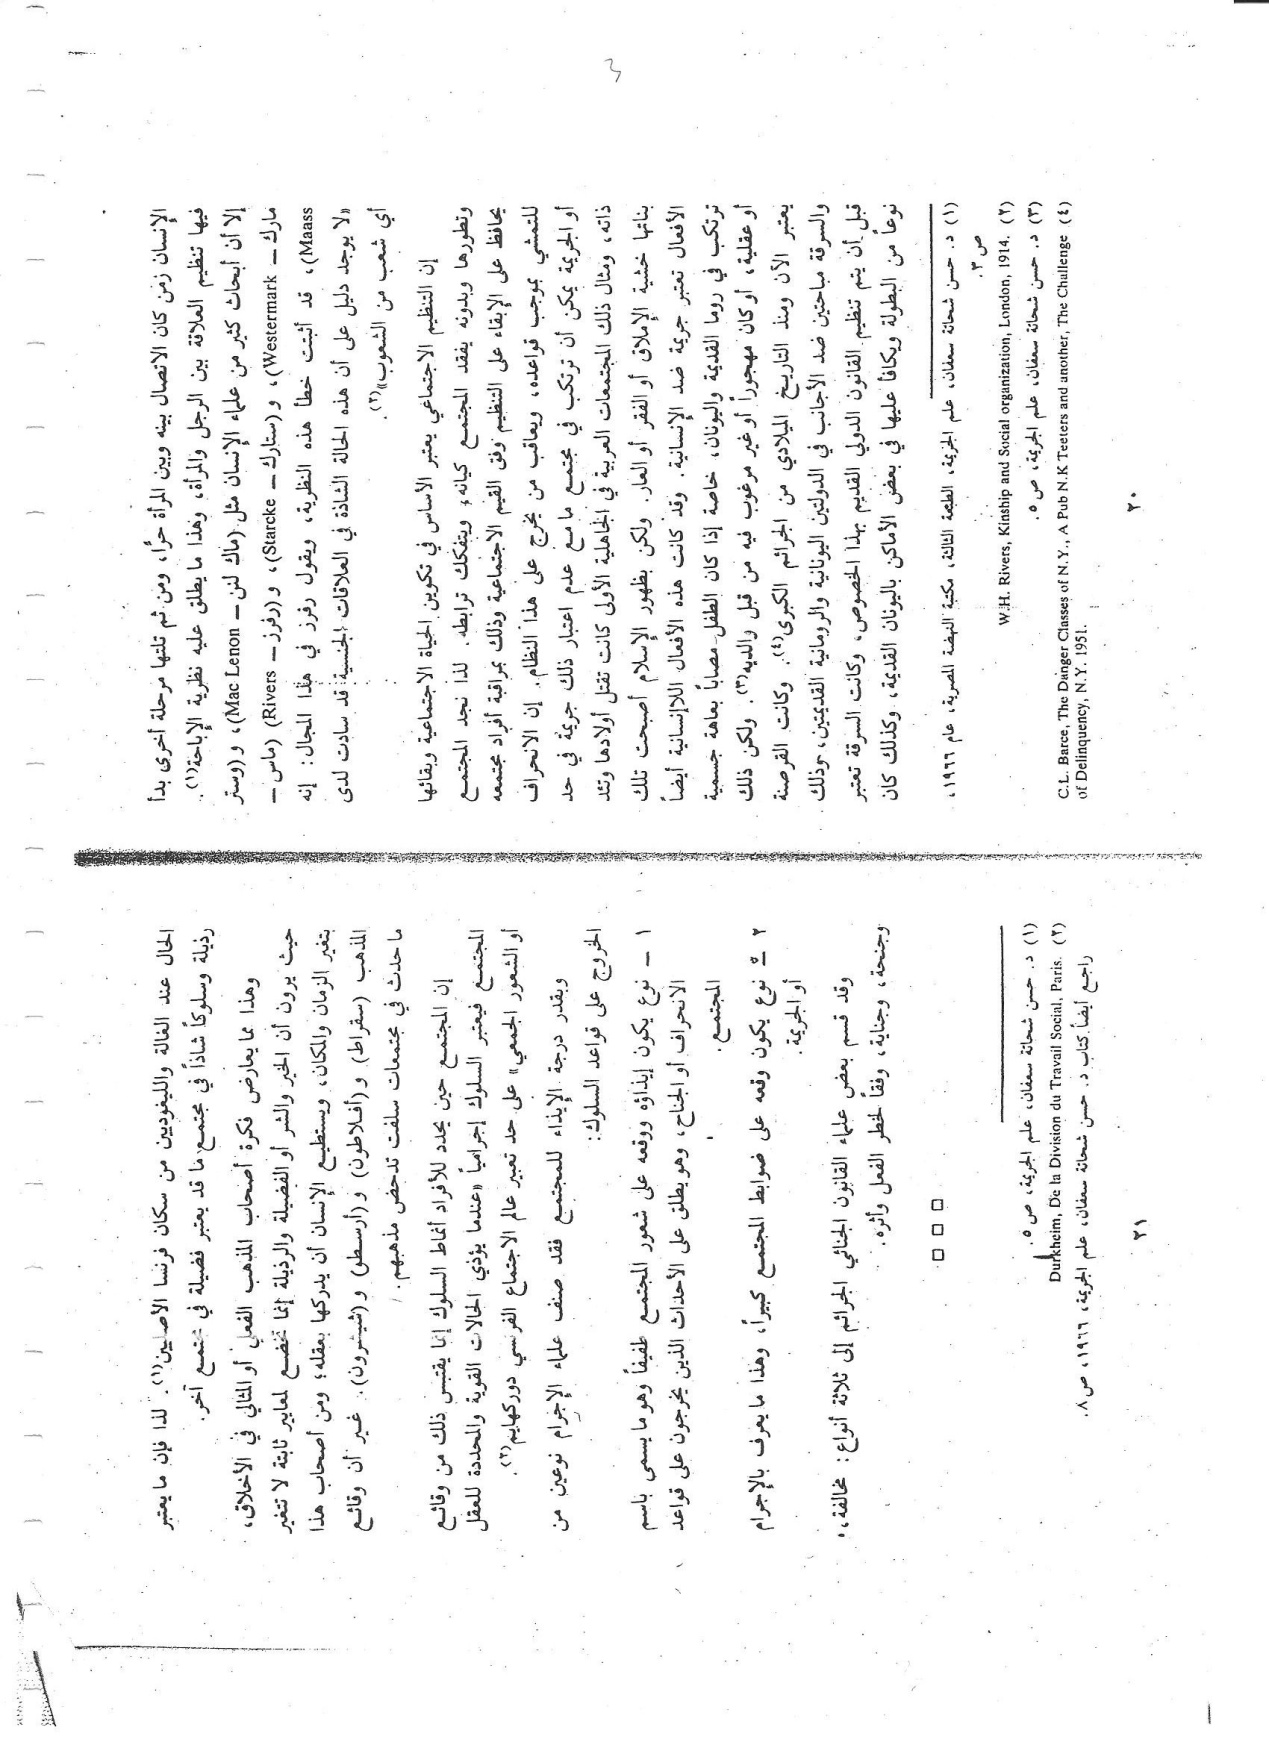 3
الإنسان زمن كان الاتصال بينه وبين المرأة حرًا، ومن ثم تلتها مرحلة أخرى بدأ
فيها تنظيم العلاقة بين الرجل والمرأة، وهذا ما يطلق عليه نظرية الإباحة(١).
إلا أن أبحاث كثير من علماء الإنسان مثل (ماك لنن – Mac Lenon)، و(وستر
مارك – Westermark)، و(ستارك – Starcke)، و(رفرز – Rivers) (ماس –
Maass)، قد أثبتت خطأ هذه النظرية، ويقول رفرز في هذا المجال: إنه
«لا يوجد دليل على أن هذه الحالة الشاذة في العلاقات الجنسية قد سادت لدى
أي شعب من الشعوب»(٢).
إن التنظيم الاجتماعي يعتبر الأساس في تكوين الحياة الاجتماعية وبقائها
وتطورها وبدونه يفقد المجتمع كيانه، ويتفكك ترابطه. لذا نجد المجتمع
يحافظ على الإبقاء على التنظيم وفق القيم الاجتماعية وذلك بمراقبة أفراد مجتمعه
للتمشي بموجب قواعده، ويعاقب من يخرج على هذا النظام. إن الانحراف
أو الجريمة يمكن أن ترتكب في مجتمع ما مع عدم اعتبار ذلك جريمة في حد
ذاته، ومثال ذلك المجتمعات العربية في الجاهلية الأولى كانت تقتل أولادها وتئد
بناتها خشية الإملاق أو الفقر أو العار. ولكن بظهور الإسلام أصبحت تلك
الأفعال تعتبر جريمة ضد الإنسانية. وقد كانت هذه الأفعال اللاإنسانية أيضاً
ترتكب في روما القديمة واليونان، خاصة إذا كان الطفل مصاباً بعاهة جسمية
أو عقلية، أو كان مهجوراً أو غير مرغوب فيه من قبل والديه(٣). ولكن ذلك
يعتبر الآن ومنذ التاريخ الميلادي من الجرائم الكبرى(٤). وكانت القرصنة
والسرقة مباحتين ضد الأجانب في الدولتين اليونانية والرومانية القديمتين، وذلك
قبل أن يتم تنظيم القانون الدولي القديم بهذا الخصوص، وكانت السرقة تعتبر
نوعاً من البطولة ويكافأ عليها في بعض الأماكن باليونان القديمة، وكذلك كان
(١) د. حسن شحاتة سعفان، علم الجريمة، الطبعة الثالثة، مكتبة النهضة المصرية، عام ١٩٦٦،
ص ٣.
(٢) W.H. Rivers, Kinship and Social organization, London, 1914.
(٣) د. حسن شحاتة سعفان، علم الجريمة، ص ٥.
(٤) C.L. Barce, The Danger Classes of N.Y., A Pub N.K Teeters and another, The Challenge
of Delinquency, N.Y. 1951.
٢٠
الحال عند الغالة والليغوديين من سكان فرنسا الأصليين(١). لذا فإن ما يعتبر
رذيلة وسلوكاً شاذاً في مجتمع ما قد يعتبر فضيلة في مجتمع آخر.
وهذا مما يعارض فكرة أصحاب المذهب الفعلي أو المثالي في الأخلاق،
حيث يرون أن الخير والشر أو الفضيلة والرذيلة إنما تخضع لمعايير ثابتة لا تتغير
بتغير الزمان والمكان، ويستطيع الإنسان أن يدركها بعقله؛ ومن أصحاب هذا
المذهب (سقراط) و(أفلاطون) و(أرسطو) و(شيشرون). غير أن وقائع
ما حدث في مجتمعات سلفت تدحض مذهبهم.
إن المجتمع حين يحدد للأفراد أنماط السلوك إنما يقتبس ذلك من وقائع
المجتمع فيعتبر السلوك إجرامياً «عندما يؤذي الحالات القوية والمحددة للعقل
أو الشعور الجمعي» على حد تعبير عالم الاجتماع الفرنسي دوركهايم(٢).
وبقدر درجة الإيذاء للمجتمع فقد صنف علماء الإجرام نوعين من
الخروج على قواعد السلوك:
١ – نوع يكون إيذاؤه ووقعه على شعور المجتمع طفيفاً وهو ما يسمى باسم
الانحراف أو الجناح، وهو يطلق على الأحداث الذين يخرجون على قواعد
المجتمع.
٢ – نوع يكون وقعه على ضوابط المجتمع كبيراً، وهذا ما يعرف بالإجرام
أو الجريمة.
وقد قسم بعض علماء القانون الجنائي الجرائم إلى ثلاثة أنواع: مخالفة،
وجنحة، وجناية، وفقاً لخطر الفعل وأثره.
(١) د. حسن شحاتة سعفان، علم الجريمة، ص ٥.
(٢) Durkheim, De la Division du Travail Social, Paris.
راجع أيضاً كتاب د. حسن شحاتة سعفان، علم الجريمة، ١٩٦٦، ص ٨.
٢١